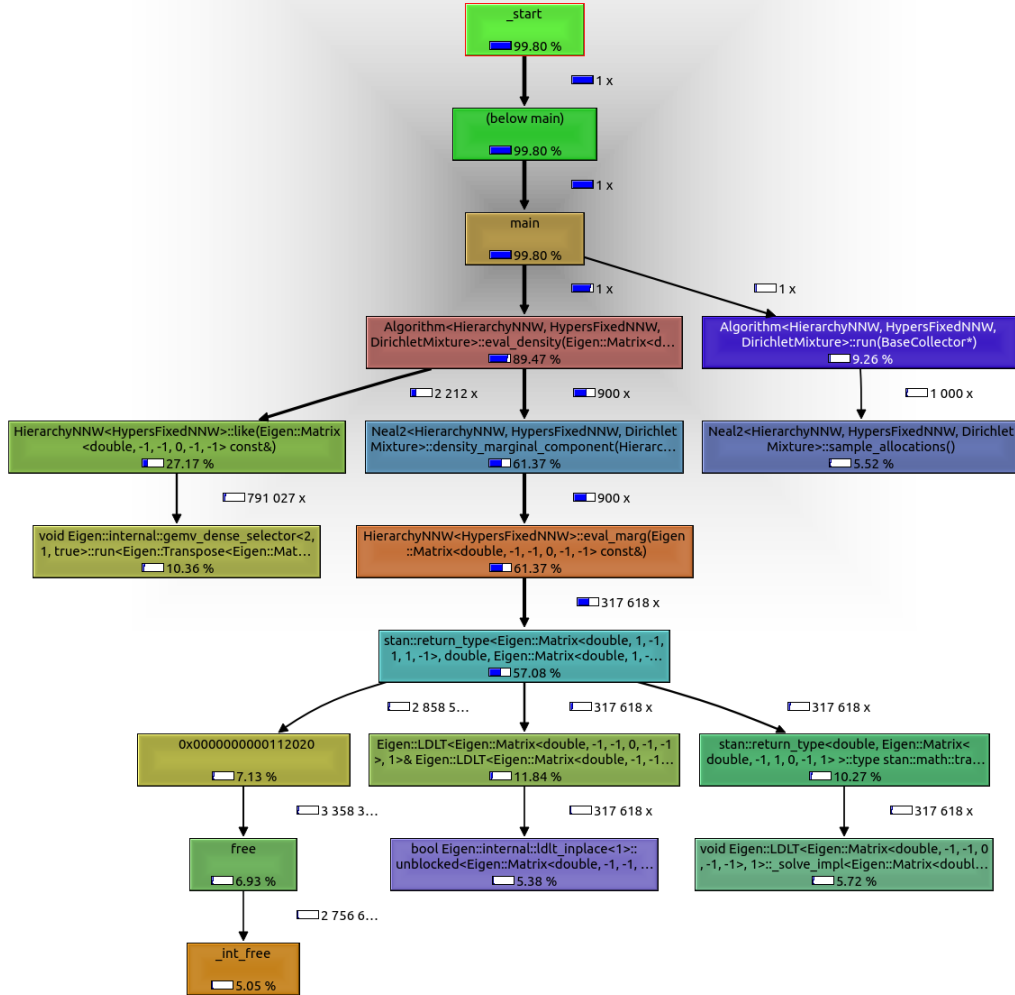 _start
99.80 %
1 x
(below main)
99.80 %
1 x
main
99.80 %
1 x
1 x
Algorithm<HierarchyNNW, HypersFixedNNW,
DirichletMixture>::eval_density(Eigen::Matrix<d...
89.47 %
Algorithm<HierarchyNNW, HypersFixedNNW,
DirichletMixture>::run(BaseCollector*)
9.26 %
2 212 x
900 x
1 000 x
HierarchyNNW<HypersFixedNNW>::like(Eigen::Matrix
<double, -1, -1, 0, -1, -1> const&)
27.17 %
Neal2<HierarchyNNW, HypersFixedNNW, Dirichlet
Mixture>::density_marginal_component(Hierarc...
61.37 %
Neal2<HierarchyNNW, HypersFixedNNW, Dirichlet
Mixture>::sample_allocations()
5.52 %
791 027 x
900 x
void Eigen::internal::gemv_dense_selector<2,
1, true>::run<Eigen::Transpose<Eigen::Mat...
10.36 %
HierarchyNNW<HypersFixedNNW>::eval_marg(Eigen
::Matrix<double, -1, -1, 0, -1, -1> const&)
61.37 %
317 618 x
stan::return_type<Eigen::Matrix<double, 1, -1,
1, 1, -1>, double, Eigen::Matrix<double, 1, -...
57.08 %
2 858 5...
317 618 x
317 618 x
0x0000000000112020
7.13 %
Eigen::LDLT<Eigen::Matrix<double, -1, -1, 0, -1, -1
>, 1>& Eigen::LDLT<Eigen::Matrix<double, -1, -1...
11.84 %
stan::return_type<double, Eigen::Matrix<
double, -1, 1, 0, -1, 1> >::type stan::math::tra...
10.27 %
3 358 3...
317 618 x
317 618 x
free
6.93 %
bool Eigen::internal::ldlt_inplace<1>::
unblocked<Eigen::Matrix<double, -1, -1, ...
5.38 %
void Eigen::LDLT<Eigen::Matrix<double, -1, -1, 0
, -1, -1>, 1>::_solve_impl<Eigen::Matrix<doubl...
5.72 %
2 756 6...
_int_free
5.05 %